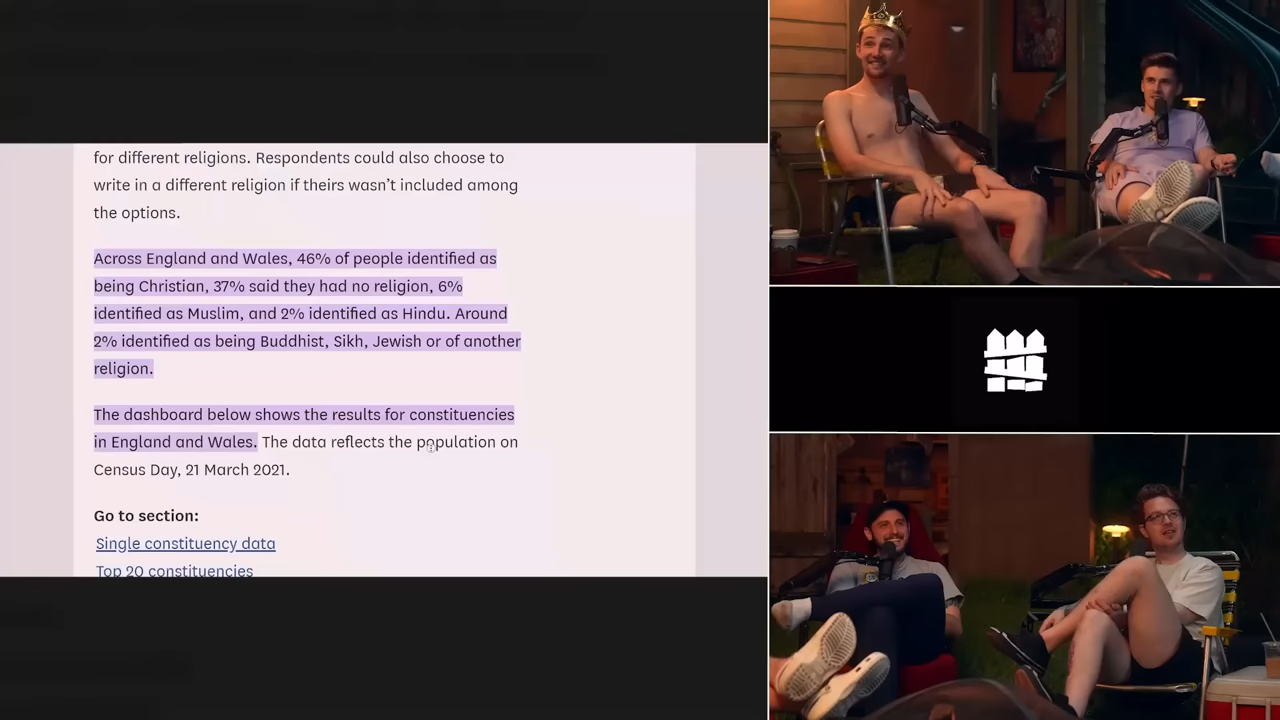 for different religions. Respondents could also choose to
write in a different religion if theirs wasn't included among
the options.
Across England and Wales, 46% of people identified as
being Christian, 37% said they had no religion, 6%
identified as Muslim, and 2% identified as Hindu. Around
2% identified as being Buddhist, Sikh, Jewish or of another
religion.
The dashboard below shows the results for constituencies
in England and Wales. The data reflects the population on
Census Day, 21 March 2021.
Go to section:
Single constituency data
Top 20 constituencies